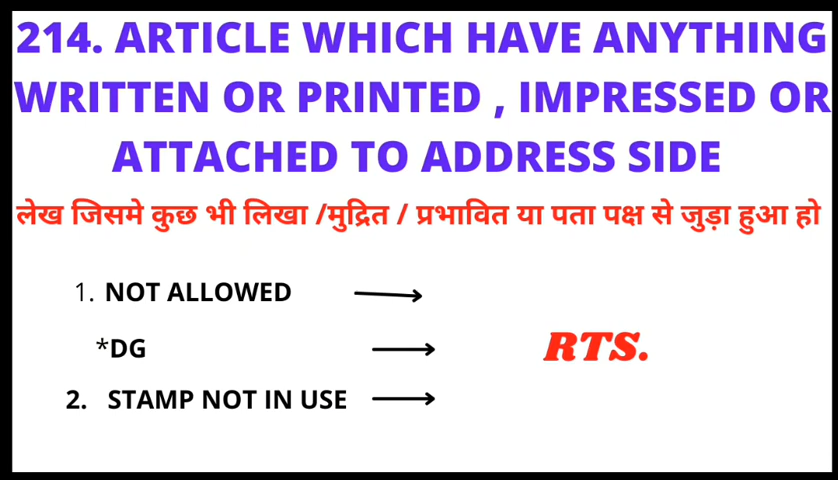 214. ARTICLE WHICH HAVE ANYTHING
WRITTEN OR PRINTED , IMPRESSED OR
ATTACHED TO ADDRESS SIDE
लेख जिसमे कुछ भी लिखा /मुद्रित / प्रभावित या पता पक्ष से जुड़ा हुआ हो
1. NOT ALLOWED
*DG
RTS.
2. STAMP NOT IN USE